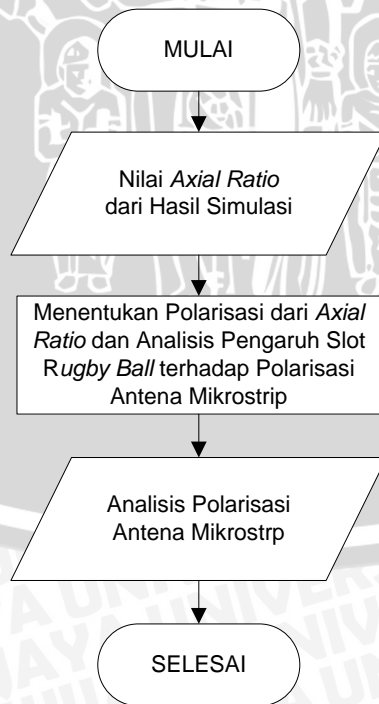 MULAI
Nilai Axial Ratio
dari Hasil Simulasi
Menentukan Polarisasi dari Axial
Ratio dan Analisis Pengaruh Slot
Rugby Ball terhadap Polarisasi
Antena Mikrostrip
Analisis Polarisasi
Antena Mikrostrp
SELESAI